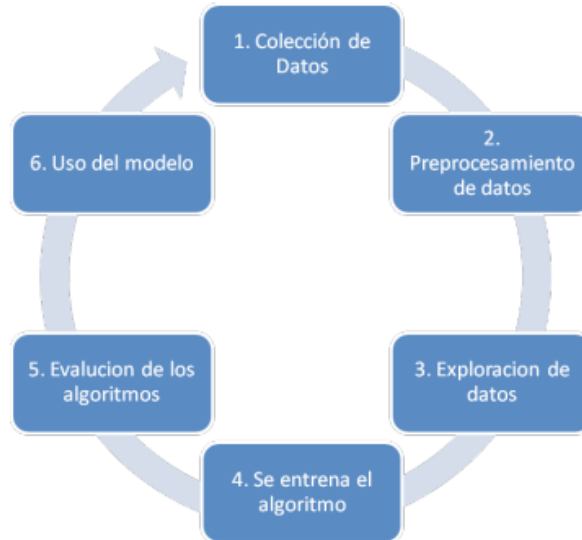 1. Colección de
Datos
2.
Preprocesamiento
de datos
3. Exploracion de
datos
4. Se entrena el
algoritmo
5. Evalucion de los
algoritmos
6. Uso del modelo